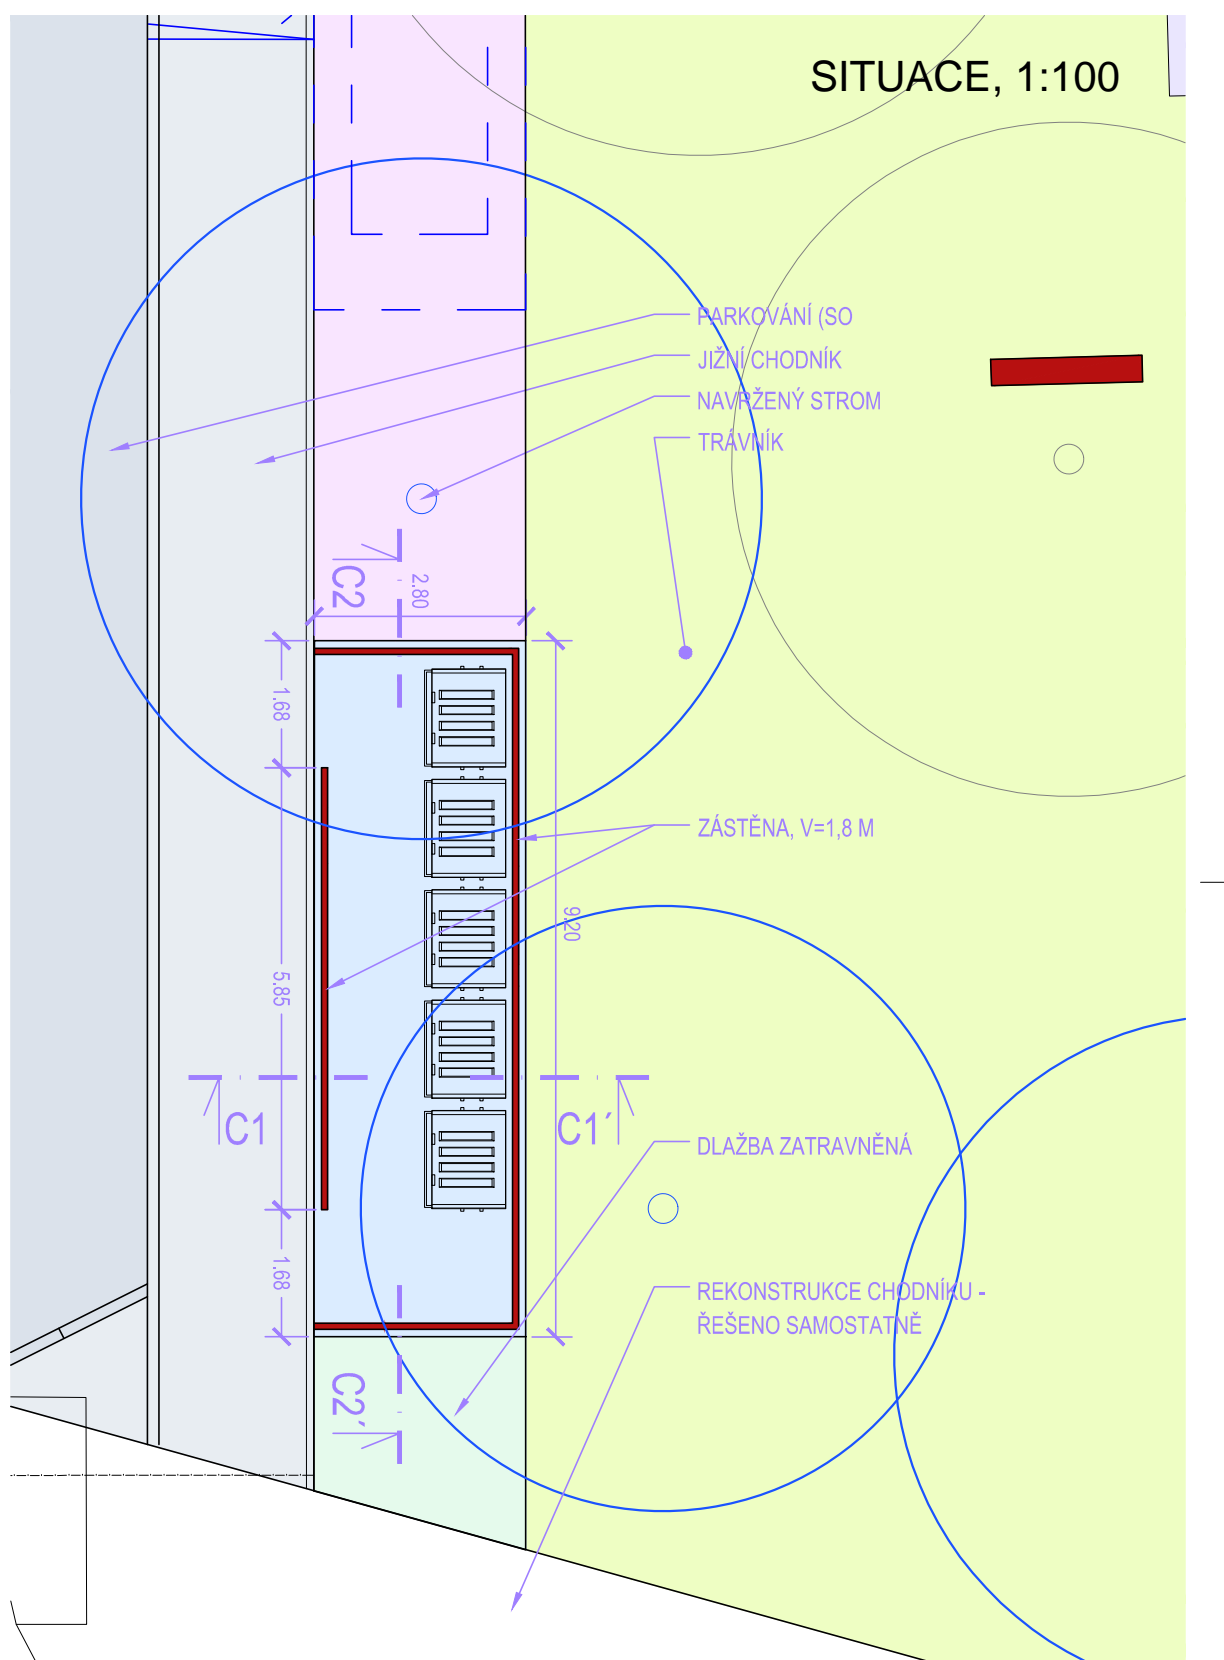 SITUACE, 1:100
PARKOVÁNÍ (SO
JIŽNÍ CHODNÍK
NAVRŽENÝ STROM
TRÁVNÍK
C2
2.80
1.68
ZÁSTĚNA, V=1,8 M
9.20
5.85
C1
C1´
DLAŽBA ZATRAVNĚNÁ
1.68
REKONSTRUKCE CHODNÍKU -
ŘEŠENO SAMOSTATNĚ
C2´